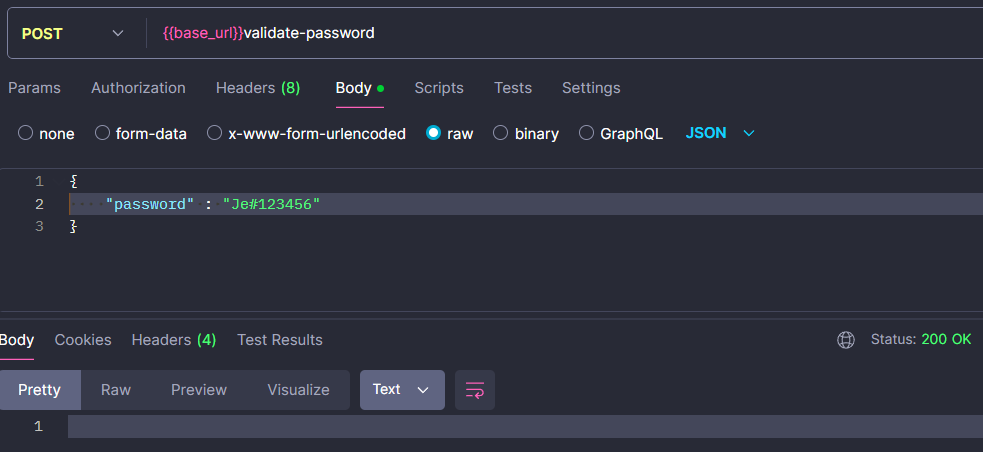 POST {{base_url}}validate-password
Params Authorization Headers (8) Body Scripts Tests Settings
none form-data x-www-form-urlencoded raw binary GraphQL JSON
1 {
2 "password" : "Je#123456"
3 }
Body Cookies Headers (4) Test Results Status: 200 OK
Pretty Raw Preview Visualize Text
1